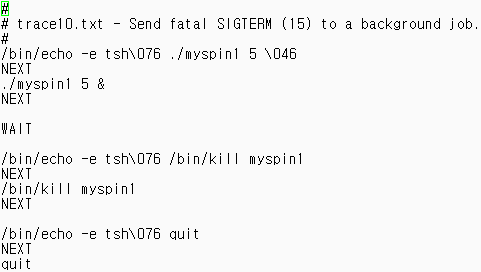 #
# trace10.txt - Send fatal SIGTERM (15) to a background job.
#
/bin/echo -e tsh\076 ./myspin1 5 \046
NEXT
./myspin1 5 &
NEXT
WAIT
/bin/echo -e tsh\076 /bin/kill myspin1
NEXT
/bin/kill myspin1
NEXT
/bin/echo -e tsh\076 quit
NEXT
quit